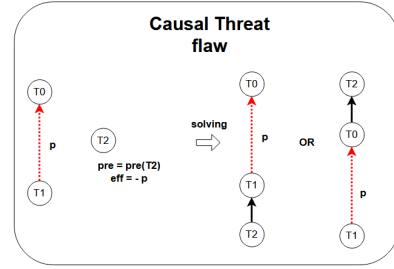 Causal Threat
flaw
T0
p
T1
T2
pre = pre(T2)
eff = - p
solving
T0
p
T1
T2
OR
T2
T0
p
T1